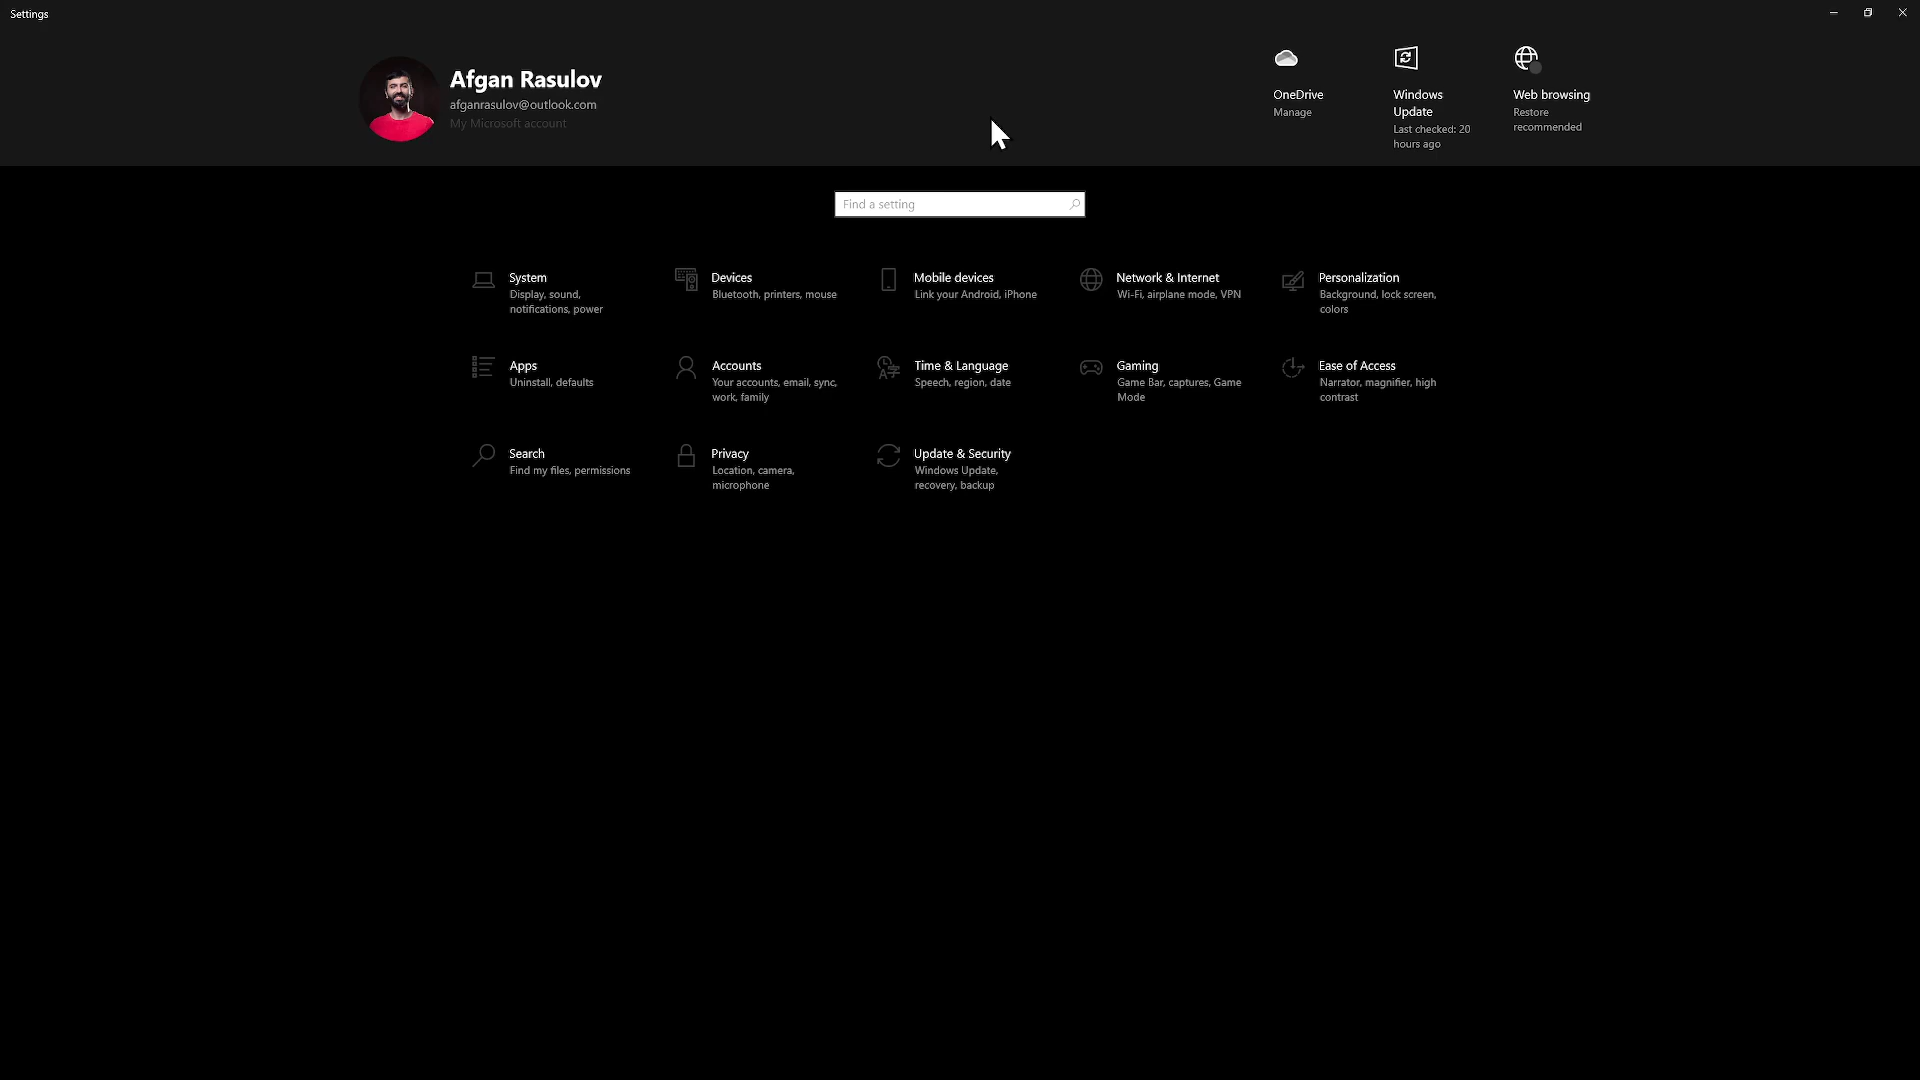 Settings
Afgan Rasulov
afganrasulov@outlook.com
My Microsoft account
OneDrive
Manage
Windows
Update
Last checked: 20
hours ago
Web browsing
Restore
recommended
Find a setting
System
Display, sound,
notifications, power
Devices
Bluetooth, printers, mouse
Mobile devices
Link your Android, iPhone
Network & Internet
Wi-Fi, airplane mode, VPN
Personalization
Background, lock screen,
colors
Apps
Uninstall, defaults
Accounts
Your accounts, email, sync,
work, family
Time & Language
Speech, region, date
Gaming
Game Bar, captures, Game
Mode
Ease of Access
Narrator, magnifier, high
contrast
Search
Find my files, permissions
Privacy
Location, camera,
microphone
Update & Security
Windows Update,
recovery, backup